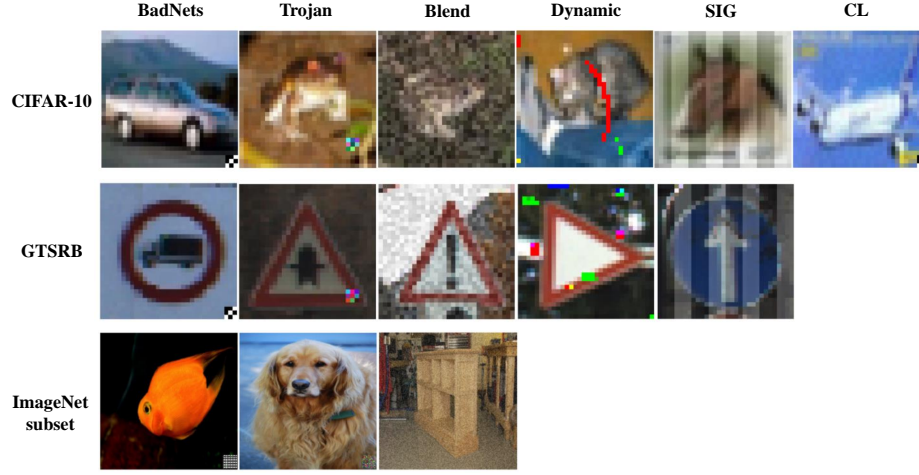 BadNets Trojan Blend Dynamic SIG CL
CIFAR-10
GTSRB
ImageNet
subset